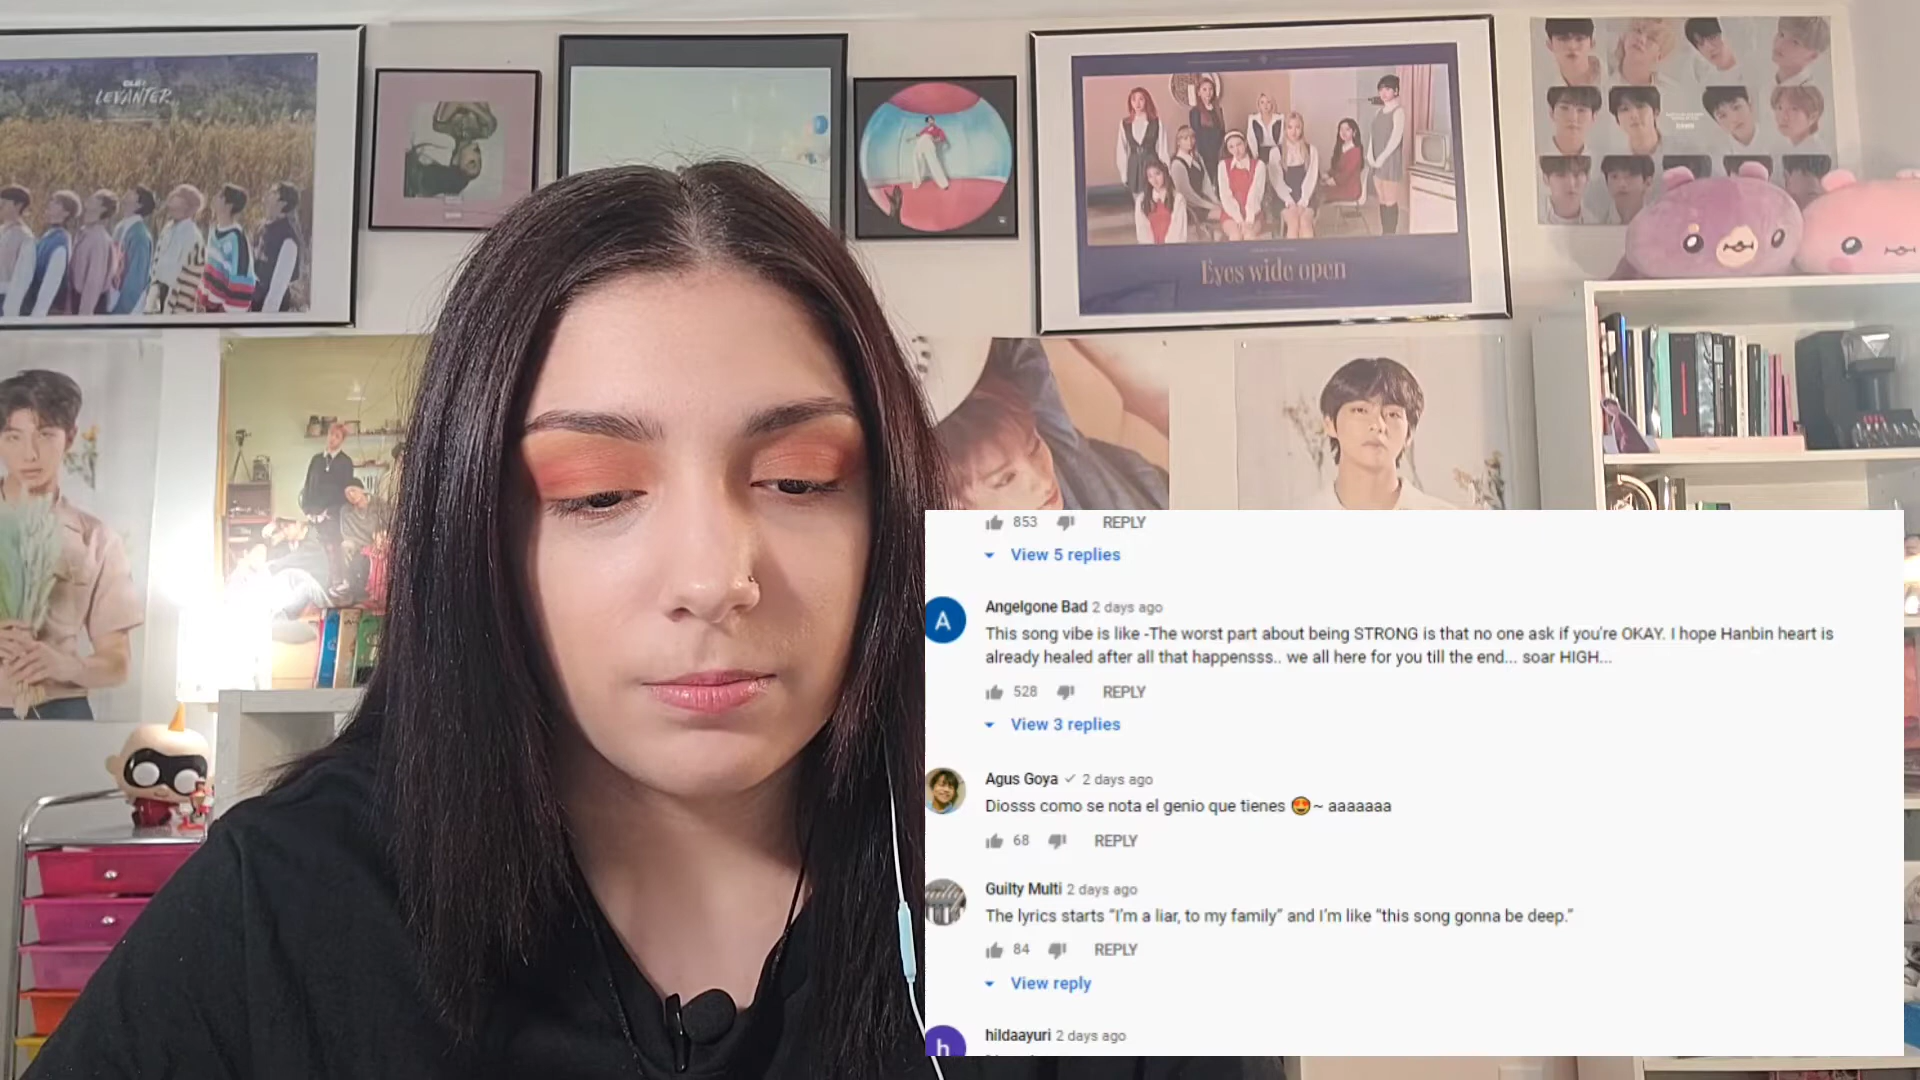 LEVANTER
Eyes wide open
853 REPLY
View 5 replies
A
Angelgone Bad 2 days ago
This song vibe is like -The worst part about being STRONG is that no one ask if you're OKAY. I hope Hanbin heart is
already healed after all that happensss.. we all here for you till the end... soar HIGH...
528 REPLY
View 3 replies
Agus Goya 2 days ago
Diosss como se nota el genio que tienes 😍 ~ aaaaaaa
68 REPLY
Guilty Multi 2 days ago
The lyrics starts “I'm a liar, to my family” and I'm like “this song gonna be deep.”
84 REPLY
View reply
h
hildaayuri 2 days ago